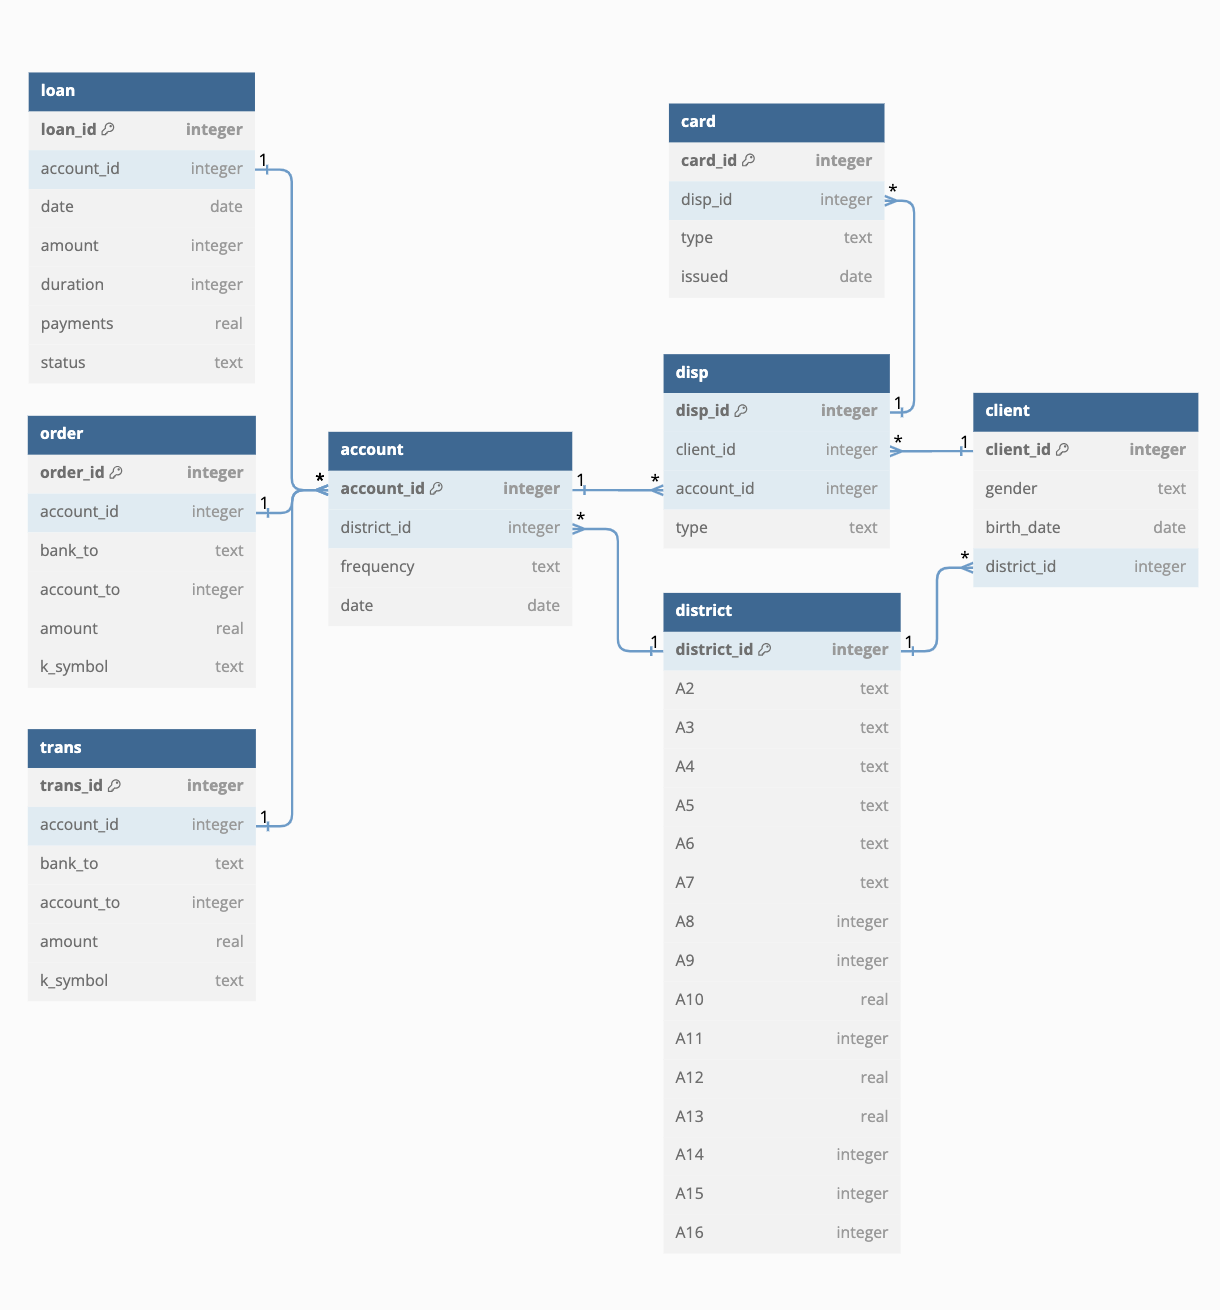 loan
loan_id integer
account_id integer
date date
amount integer
duration integer
payments real
status text
order
order_id integer
account_id integer
bank_to text
account_to integer
amount real
k_symbol text
trans
trans_id integer
account_id integer
bank_to text
account_to integer
amount real
k_symbol text
1
1
1
*
account
account_id integer
district_id integer
frequency text
date date
1
*
*
1
card
card_id integer
disp_id integer
type text
issued date
*
disp
disp_id integer
client_id integer
account_id integer
type text
1
*
1
client
client_id integer
gender text
birth_date date
district_id integer
*
1
district
district_id integer
A2 text
A3 text
A4 text
A5 text
A6 text
A7 text
A8 integer
A9 integer
A10 real
A11 integer
A12 real
A13 real
A14 integer
A15 integer
A16 integer